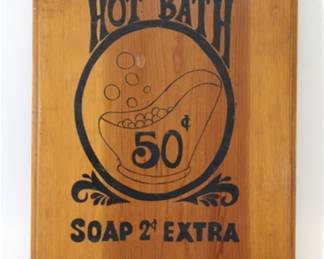 HOT BATH
50¢
SOAP 2¢ EXTRA